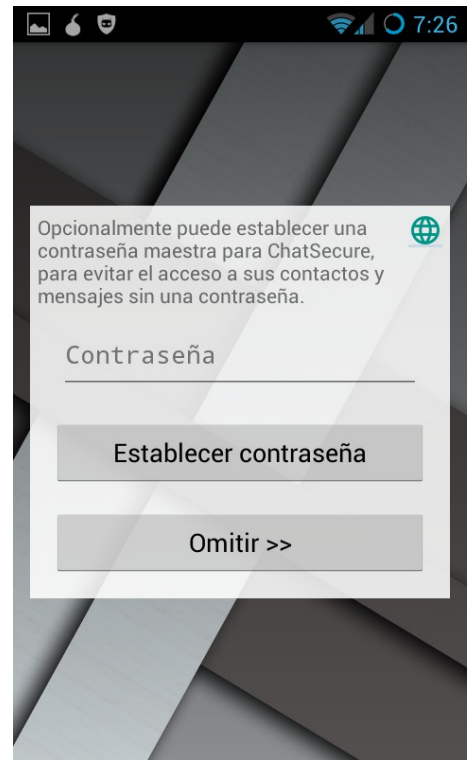 7:26
Opcionalmente puede establecer una
contraseña maestra para ChatSecure,
para evitar el acceso a sus contactos y
mensajes sin una contraseña.
Contraseña
Establecer contraseña
Omitir >>